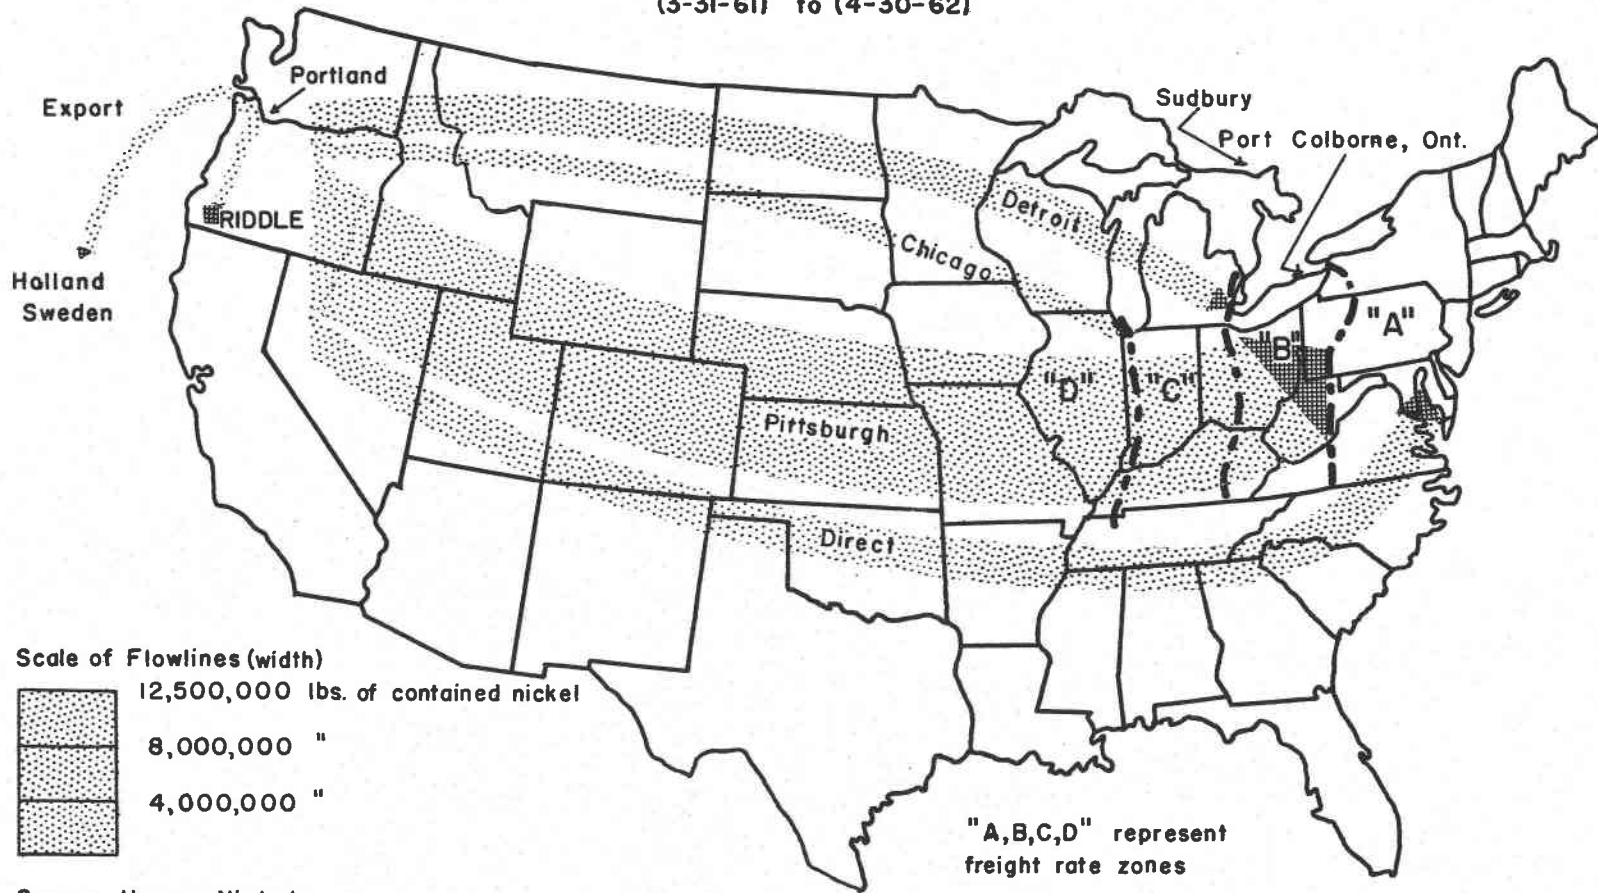 (3-31-61) to (4-30-62)
Portland
Export
Sudbury
Port Colborne, Ont.
RIDDLE
Detroit
Chicago
Holland
Sweden
"A"
"B"
"C"
"D"
Pittsburgh
Direct
Scale of Flowlines (width)
12,500,000 lbs. of contained nickel
8,000,000 "
4,000,000 "
"A,B,C,D" represent
freight rate zones